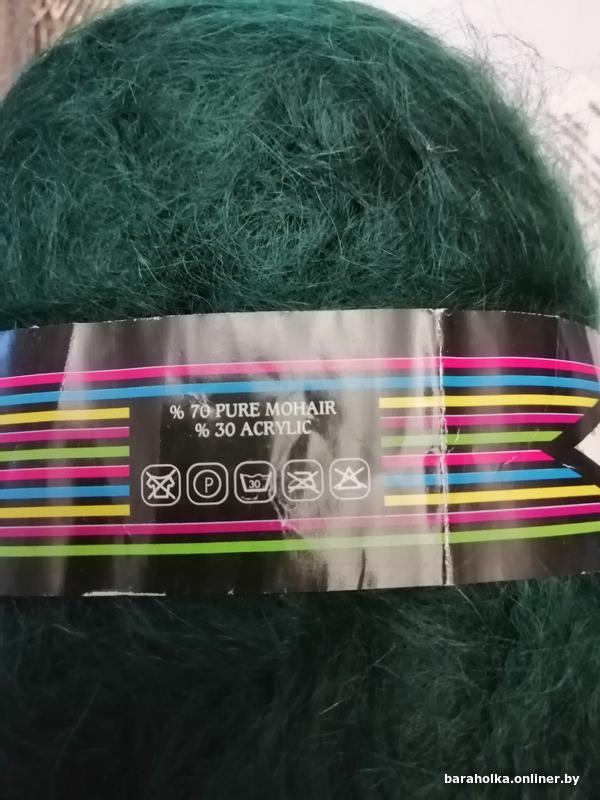 % 70 PURE MOHAIR
% 30 ACRYLIC
P
30
baraholka.onliner.by